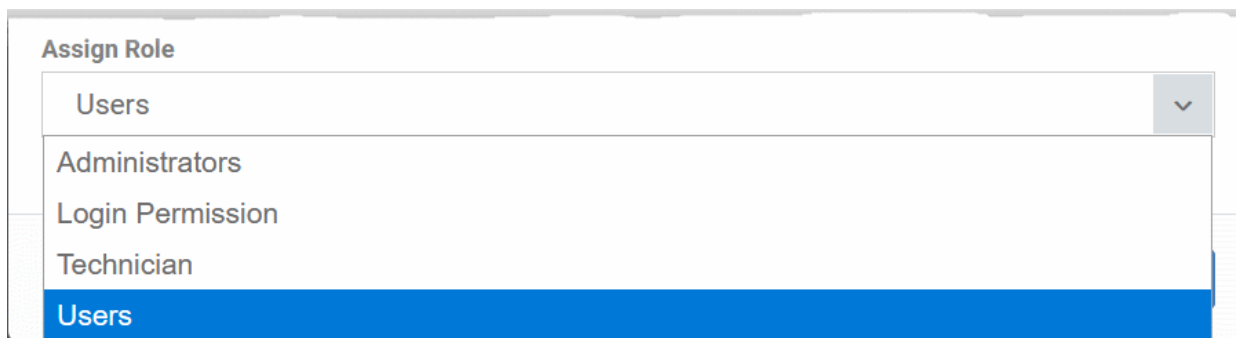 Assign Role
Users
Administrators
Login Permission
Technician
Users